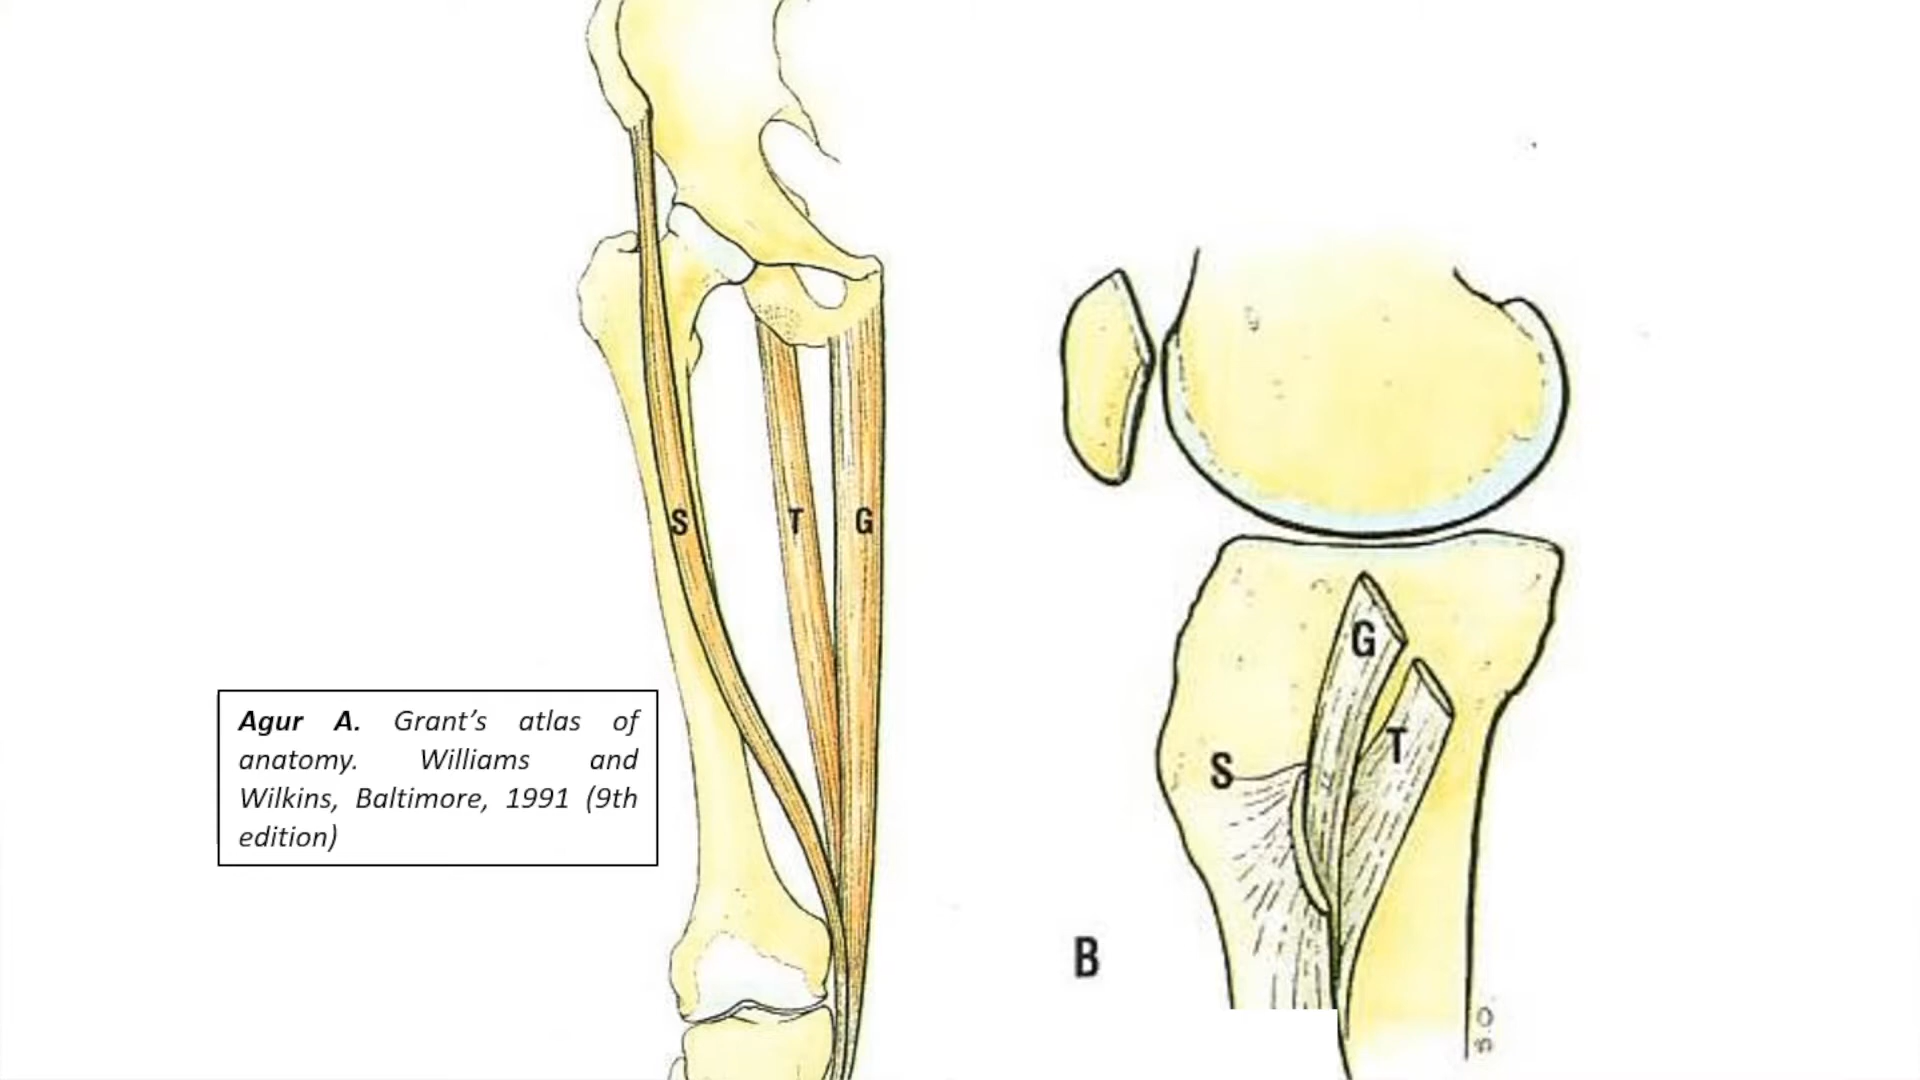 S T G
Agur A. Grant's atlas of
anatomy. Williams and
Wilkins, Baltimore, 1991 (9th
edition)
G
T
S
B